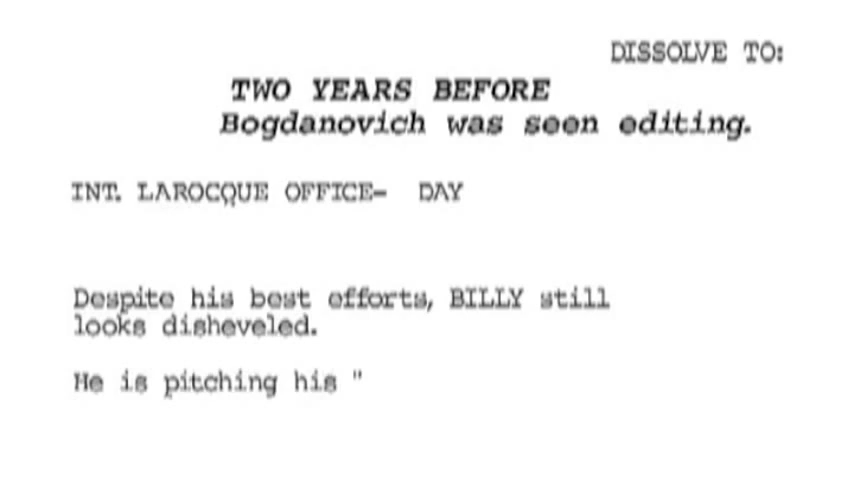 DISSOLVE TO:
TWO YEARS BEFORE
Bogdanovich was seen editing.
INT. LAROCQUE OFFICE- DAY
Despite his best efforts, BILLY still
looks disheveled.
He is pitching his "